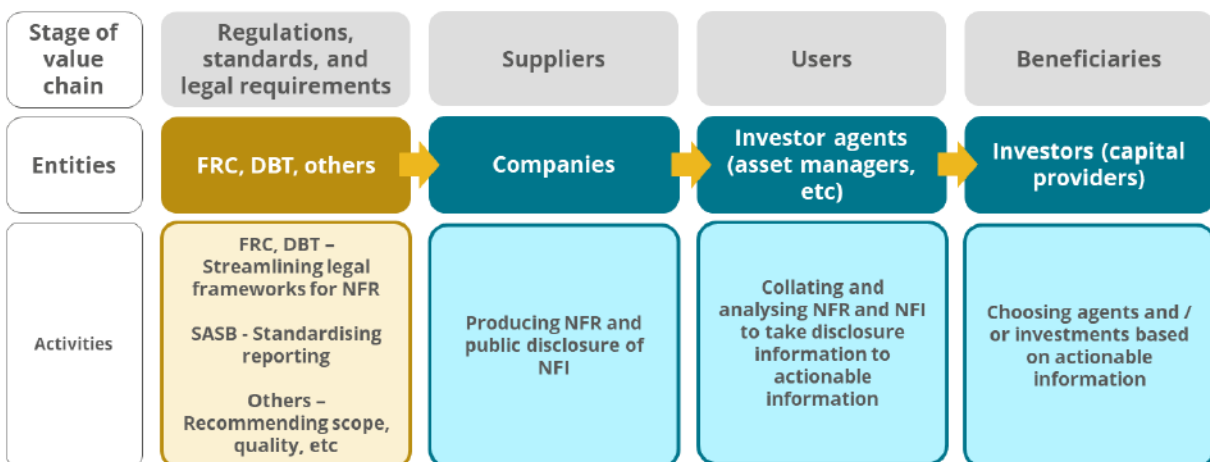 Stage of
value
chain
Regulations,
standards, and
legal requirements
Suppliers
Users
Beneficiaries
Entities
FRC, DBT, others
Companies
Investor agents
(asset managers,
etc)
Investors (capital
providers)
Activities
FRC, DBT –
Streamlining legal
frameworks for NFR
SASB - Standardising
reporting
Others –
Recommending scope,
quality, etc
Producing NFR and
public disclosure of
NFI
Collating and
analysing NFR and NFI
to take disclosure
information to
actionable
information
Choosing agents and /
or investments based
on actionable
information